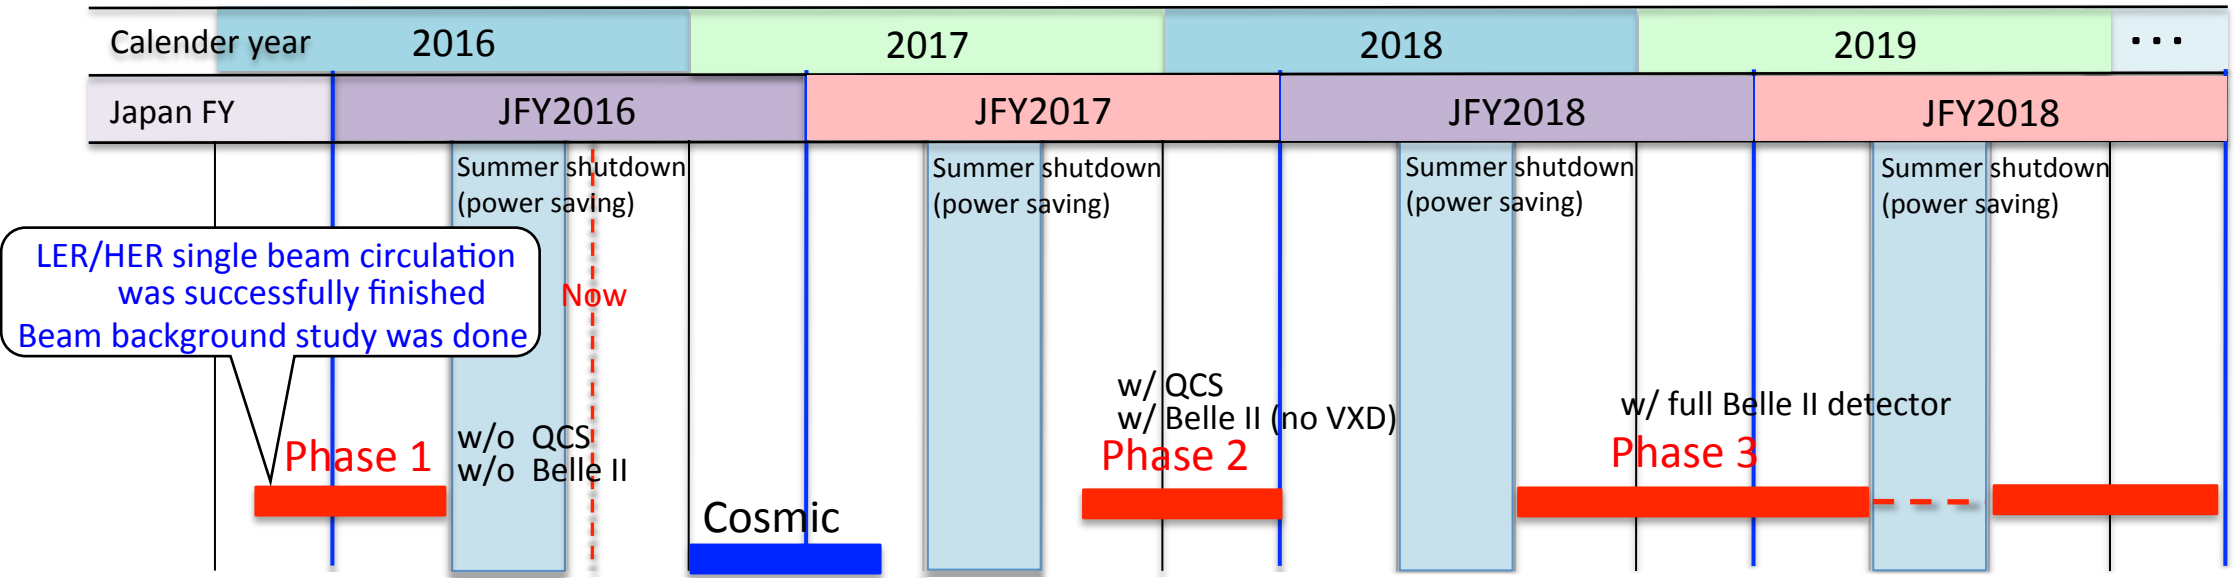 Calender year 2016 2017 2018 2019 ...
Japan FY JFY2016 JFY2017 JFY2018 JFY2018
Summer shutdown
(power saving)
Summer shutdown
(power saving)
Summer shutdown
(power saving)
Summer shutdown
(power saving)
LER/HER single beam circulation
was successfully finished
Beam background study was done
Now
Phase 1
w/o QCS
w/o Belle II
Cosmic
w/ QCS
w/ Belle II (no VXD)
Phase 2
w/ full Belle II detector
Phase 3